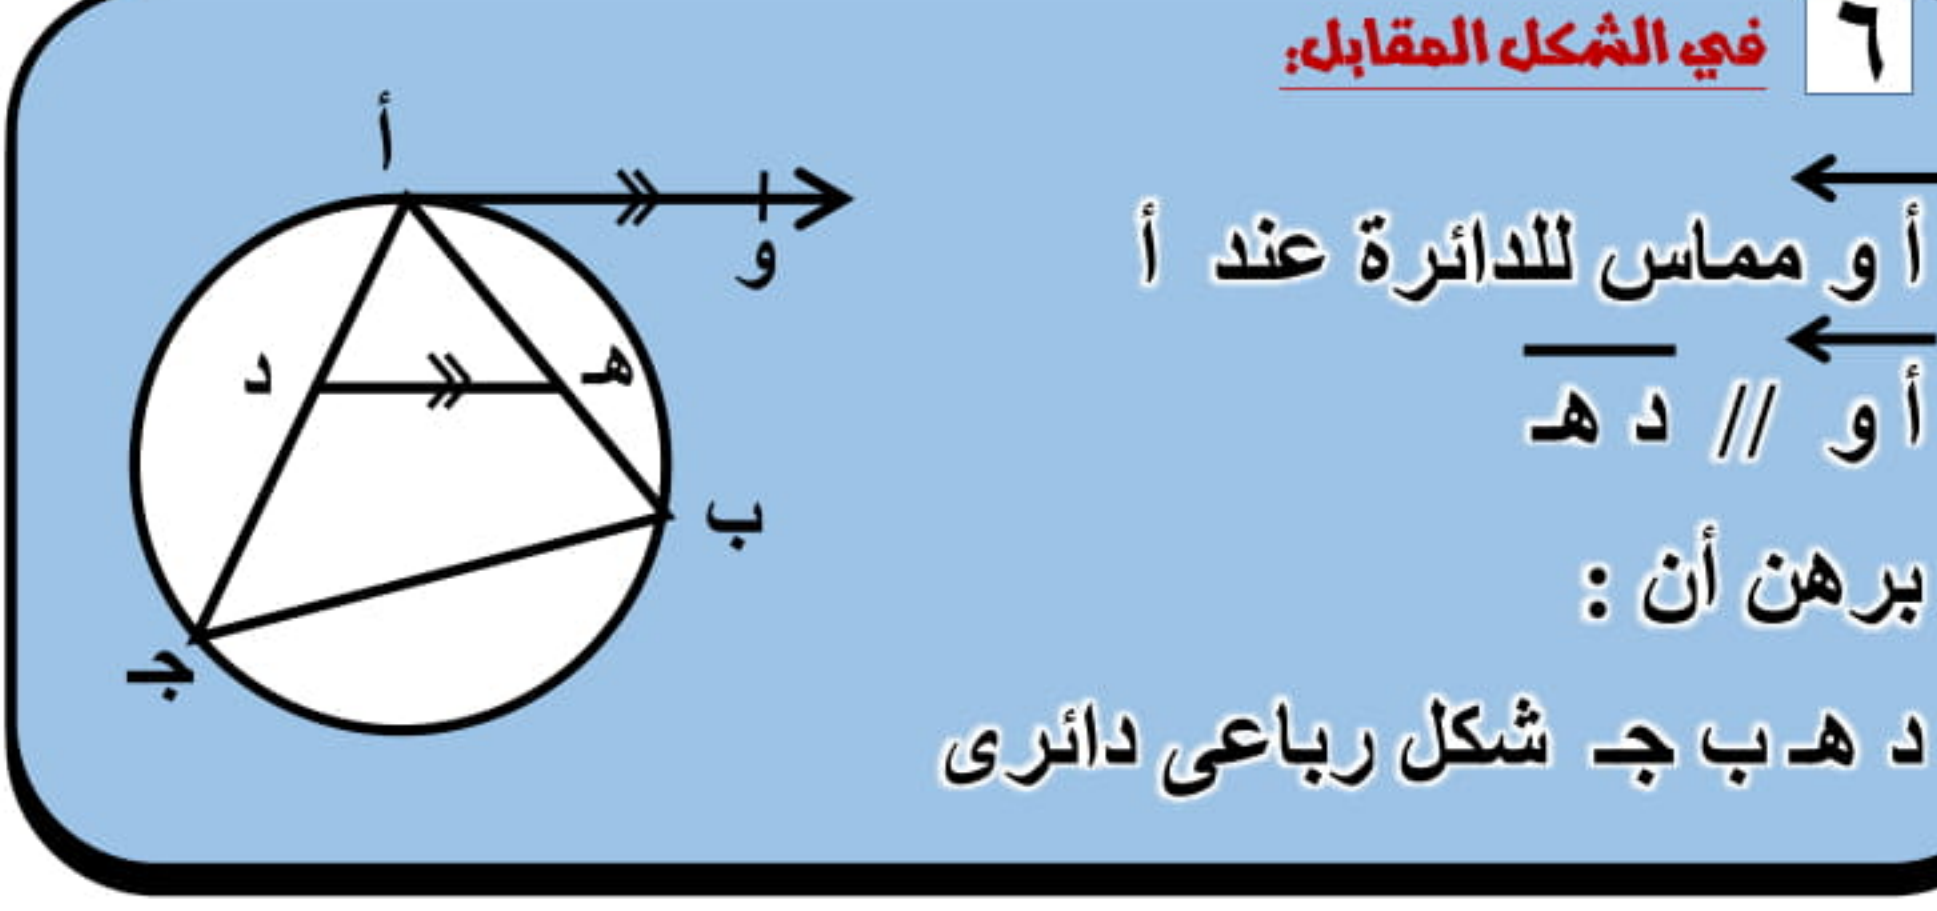 ٦ في الشكل المقابل:
أ و مماس للدائرة عند أ
أ و // د هـ
برهن أن :
د هـ ب جـ شكل رباعى دائرى
أ
و
د
هـ
ب
جـ